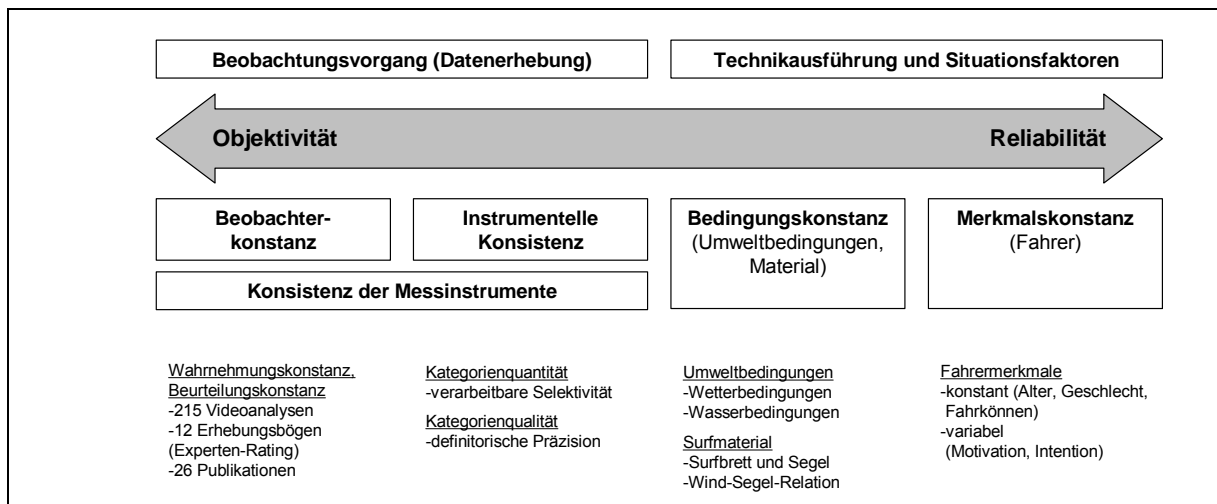 Beobachtungsvorgang (Datenerhebung)
Technikausführung und Situationsfaktoren
Objektivität
Reliabilität
Beobachter-
konstanz
Instrumentelle
Konsistenz
Konsistenz der Messinstrumente
Bedingungskonstanz
(Umweltbedingungen,
Material)
Merkmalskonstanz
(Fahrer)
Wahrnehmungskonstanz,
Beurteilungskonstanz
-215 Videoanalysen
-12 Erhebungsbögen
(Experten-Rating)
-26 Publikationen
Kategorienquantität
-verarbeitbare Selektivität
Kategorienqualität
-definitorische Präzision
Umweltbedingungen
-Wetterbedingungen
-Wasserbedingungen
Surfmaterial
-Surfbrett und Segel
-Wind-Segel-Relation
Fahrermerkmale
-konstant (Alter, Geschlecht,
Fahrkönnen)
-variabel
(Motivation, Intention)